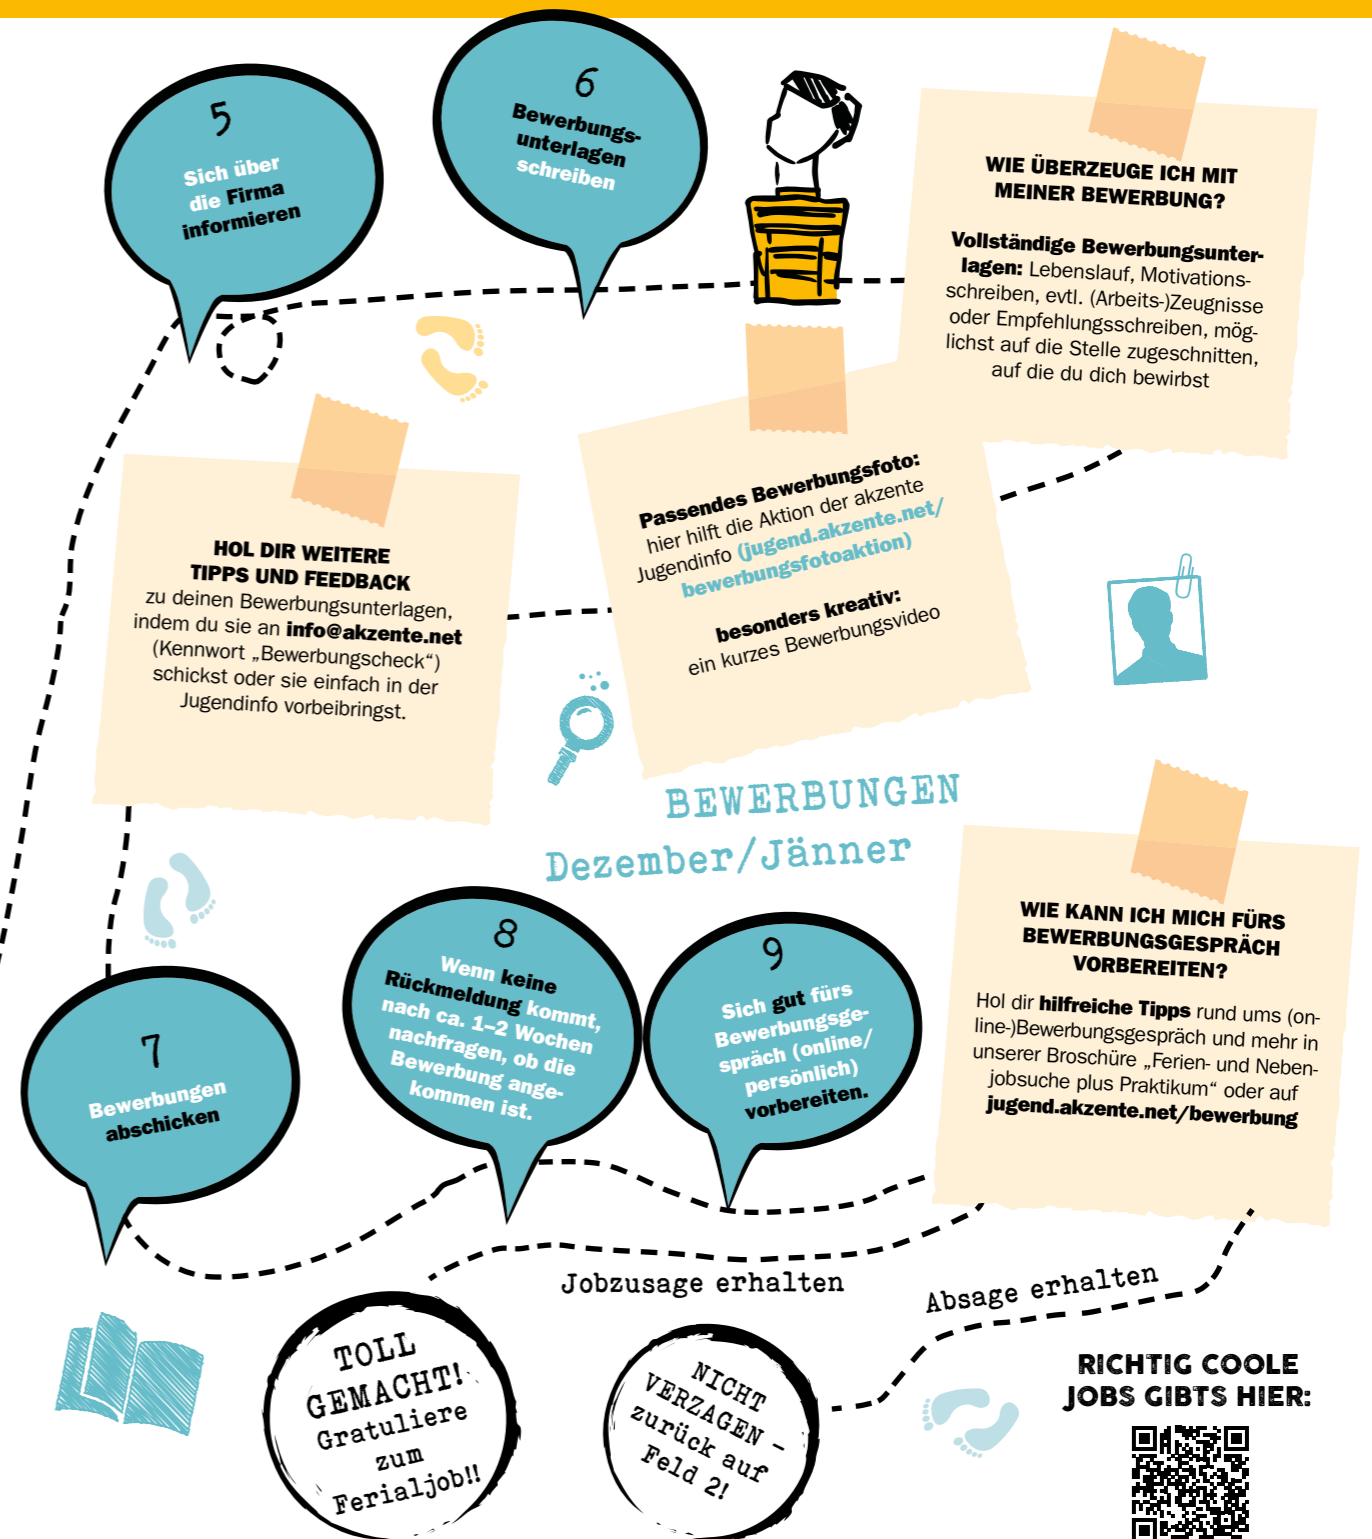 5
Sich über
die Firma
informieren
6
Bewerbungs-
unterlagen
schreiben
WIE ÜBERZEUGE ICH MIT
MEINER BEWERBUNG?
Vollständige Bewerbungsunter-
lagen: Lebenslauf, Motivations-
schreiben, evtl. (Arbeits-)Zeugnisse
oder Empfehlungsschreiben, mög-
lichst auf die Stelle zugeschnitten,
auf die du dich bewirbst
Passendes Bewerbungsfoto:
hier hilft die Aktion der akzente
Jugendinfo (jugend.akzente.net/
bewerbungsfotoaktion)
besonders kreativ:
ein kurzes Bewerbungsvideo
HOL DIR WEITERE
TIPPS UND FEEDBACK
zu deinen Bewerbungsunterlagen,
indem du sie an info@akzente.net
(Kennwort „Bewerbungscheck“)
schickst oder sie einfach in der
Jugendinfo vorbeibringst.
BEWERBUNGEN
Dezember/Jänner
7
Bewerbungen
abschicken
8
Wenn keine
Rückmeldung kommt,
nach ca. 1–2 Wochen
nachfragen, ob die
Bewerbung ange-
kommen ist.
9
Sich gut fürs
Bewerbungsge-
spräch (online/
persönlich)
vorbereiten.
WIE KANN ICH MICH FÜRS
BEWERBUNGSGESPRÄCH
VORBEREITEN?
Hol dir hilfreiche Tipps rund ums (on-
line-)Bewerbungsgespräch und mehr in
unserer Broschüre „Ferien- und Neben-
jobsuche plus Praktikum“ oder auf
jugend.akzente.net/bewerbung
Jobzusage erhalten
Absage erhalten
TOLL
GEMACHT!
Gratuliere
zum
Ferialjob!!
NICHT
VERZAGEN –
zurück auf
Feld 2!
RICHTIG COOLE
JOBS GIBTS HIER: